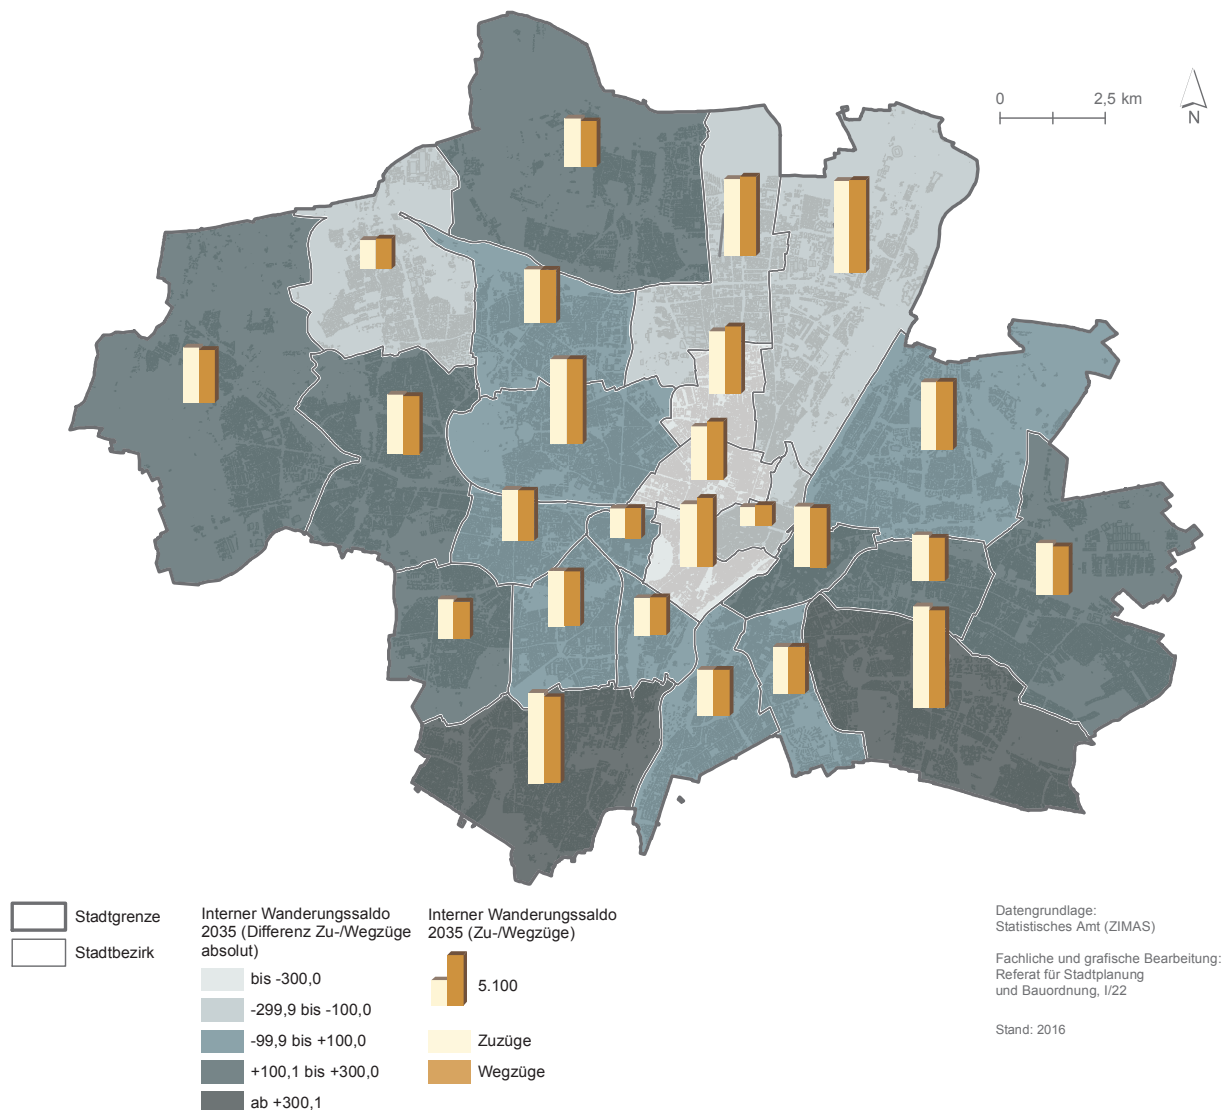 0 2,5 km
N
Stadtgrenze
Stadtbezirk
Interner Wanderungssaldo
2035 (Differenz Zu-/Wegzüge
absolut)
bis -300,0
-299,9 bis -100,0
-99,9 bis +100,0
+100,1 bis +300,0
ab +300,1
Interner Wanderungssaldo
2035 (Zu-/Wegzüge)
5.100
Zuzüge
Wegzüge
Datengrundlage:
Statistisches Amt (ZIMAS)
Fachliche und grafische Bearbeitung:
Referat für Stadtplanung
und Bauordnung, I/22
Stand: 2016